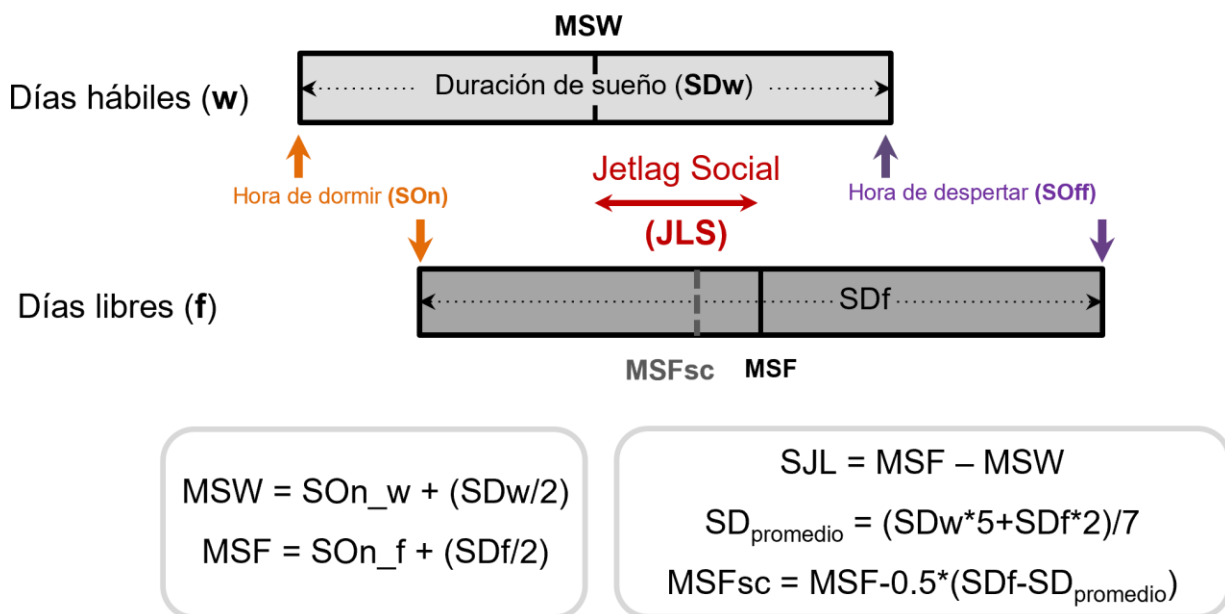 MSW
Días hábiles (w)
Duración de sueño (SDw)
Jetlag Social
(JLS)
Hora de dormir (SOn)
Hora de despertar (SOff)
Días libres (f)
SDf
MSFsc
MSF
MSW = SOn_w + (SDw/2)
MSF = SOn_f + (SDf/2)
SJL = MSF – MSW
SDpromedio = (SDw*5+SDf*2)/7
MSFsc = MSF-0.5*(SDf-SDpromedio)